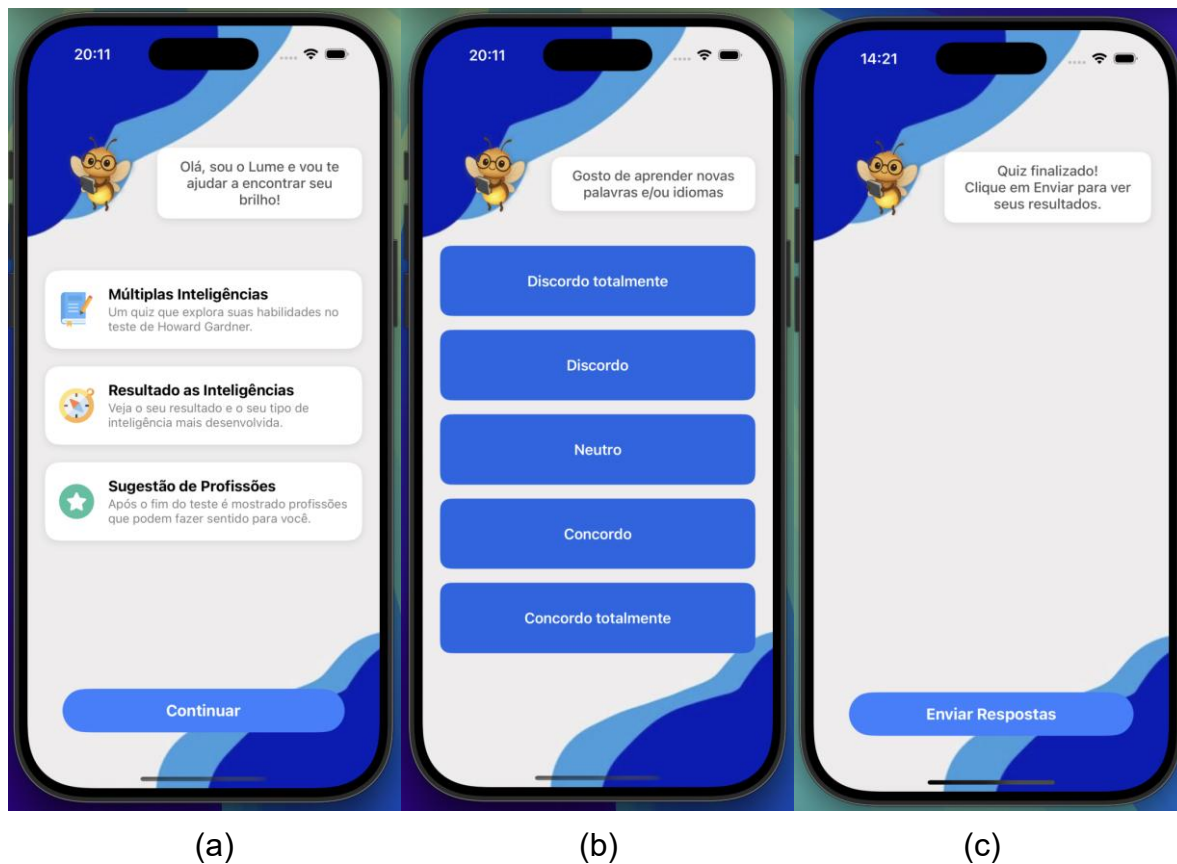 20:11
Olá, sou o Lume e vou te
ajudar a encontrar seu
brilho!
Múltiplas Inteligências
Um quiz que explora suas habilidades no
teste de Howard Gardner.
Resultado as Inteligências
Veja o seu resultado e o seu tipo de
inteligência mais desenvolvida.
Sugestão de Profissões
Após o fim do teste é mostrado profissões
que podem fazer sentido para você.
Continuar
(a)
20:11
Gosto de aprender novas
palavras e/ou idiomas
Discordo totalmente
Discordo
Neutro
Concordo
Concordo totalmente
(b)
14:21
Quiz finalizado!
Clique em Enviar para ver
seus resultados.
Enviar Respostas
(c)